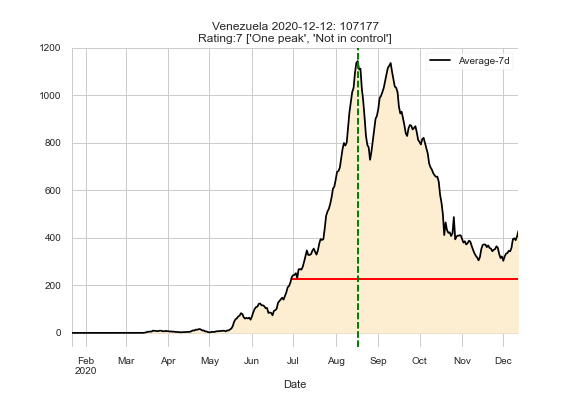 Venezuela 2020-12-12: 107177
Rating:7 ['One peak', 'Not in control']
Average-7d
1200
1000
800
600
400
200
0
Feb Mar Apr May Jun Jul Aug Sep Oct Nov Dec
2020
Date